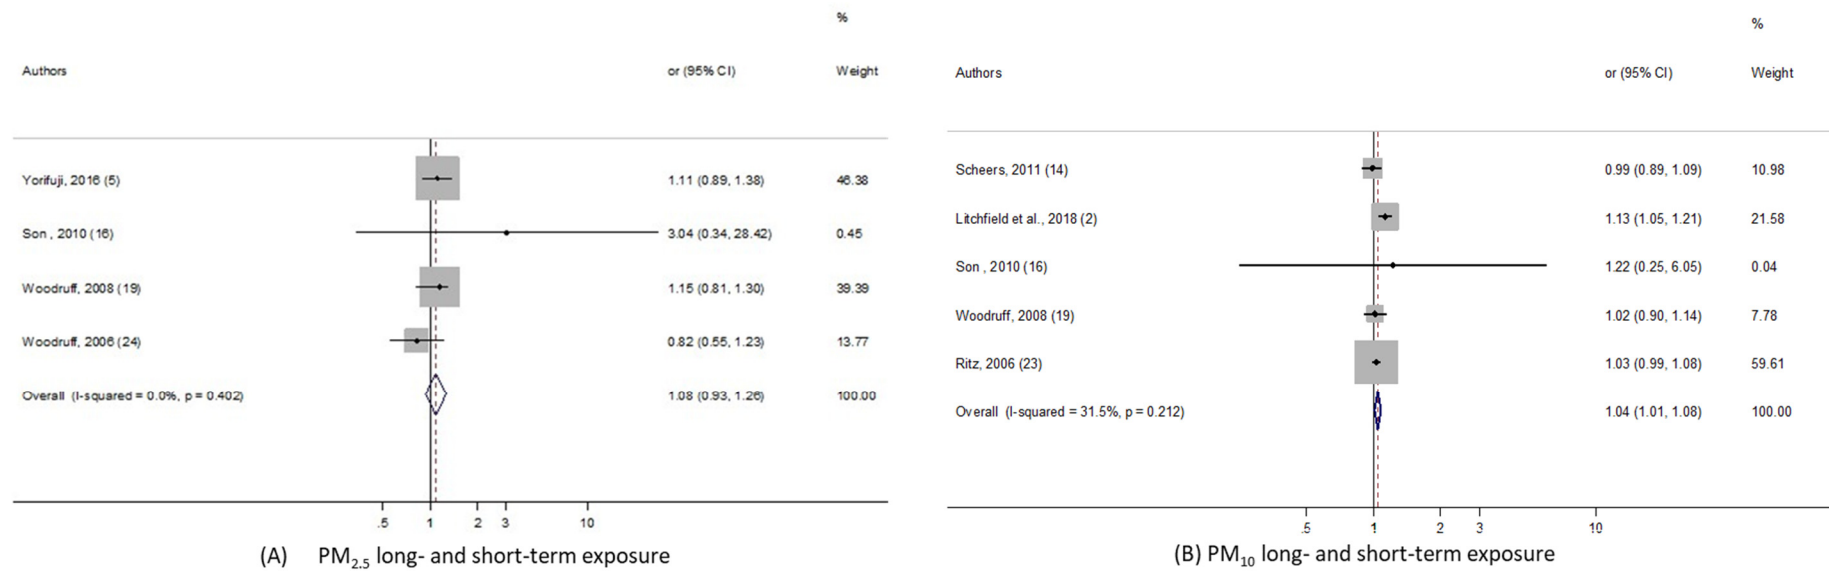 %
Authors or (95% CI) Weight
Yorifuji, 2016 (5) 1.11 (0.89, 1.38) 46.38
Son , 2010 (16) 3.04 (0.34, 28.42) 0.45
Woodruff, 2008 (19) 1.15 (0.81, 1.30) 39.39
Woodruff, 2006 (24) 0.82 (0.55, 1.23) 13.77
Overall (I-squared = 0.0%, p = 0.402) 1.08 (0.93, 1.26) 100.00
.5 1 2 3 10
(A) PM2.5 long- and short-term exposure
%
Authors or (95% CI) Weight
Scheers, 2011 (14) 0.99 (0.89, 1.09) 10.98
Litchfield et al., 2018 (2) 1.13 (1.05, 1.21) 21.58
Son , 2010 (16) 1.22 (0.25, 6.05) 0.04
Woodruff, 2008 (19) 1.02 (0.90, 1.14) 7.78
Ritz, 2006 (23) 1.03 (0.99, 1.08) 59.61
Overall (I-squared = 31.5%, p = 0.212) 1.04 (1.01, 1.08) 100.00
.5 1 2 3 10
(B) PM10 long- and short-term exposure